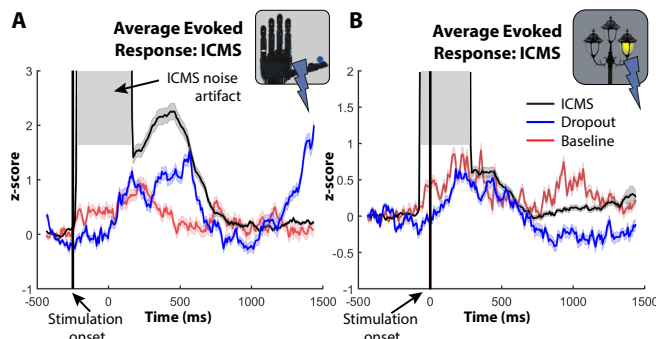 A
Average Evoked
Response: ICMS
3
2
1
0
-1
z-score
ICMS noise
artifact
-500
0
500
1000
1500
Time (ms)
Stimulation
onset
B
Average Evoked
Response: ICMS
2
1.5
1
0.5
0
-0.5
-1
z-score
ICMS
Dropout
Baseline
-500
0
500
1000
1500
Time (ms)
Stimulation
onset